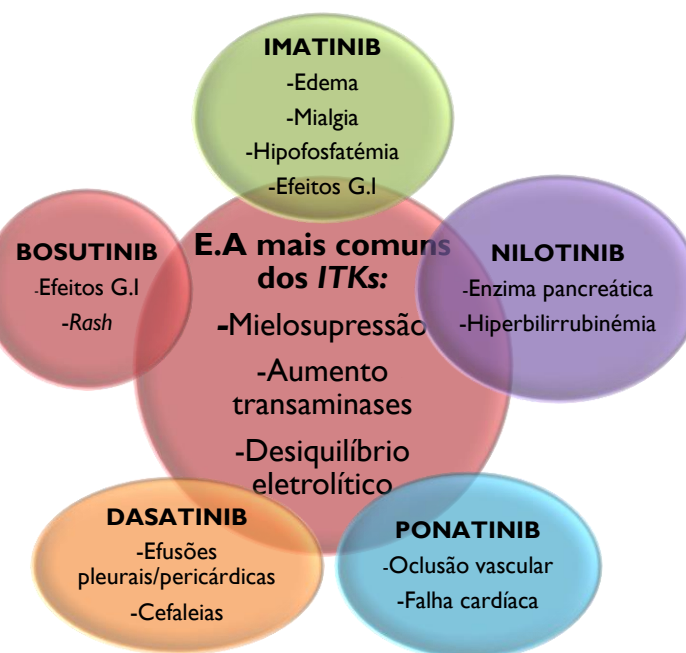 IMATINIB
-Edema
-Mialgia
-Hipofosfatémia
-Efeitos G.I
BOSUTINIB
-Efeitos G.I
-Rash
E.A mais comuns
dos ITKs:
-Mielosupressão
-Aumento
transaminases
-Desiquilíbrio
eletrolítico
NILOTINIB
-Enzima pancreática
-Hiperbilirrubinémia
DASATINIB
-Efusões
pleurais/pericárdicas
-Cefaleias
PONATINIB
-Oclusão vascular
-Falha cardíaca